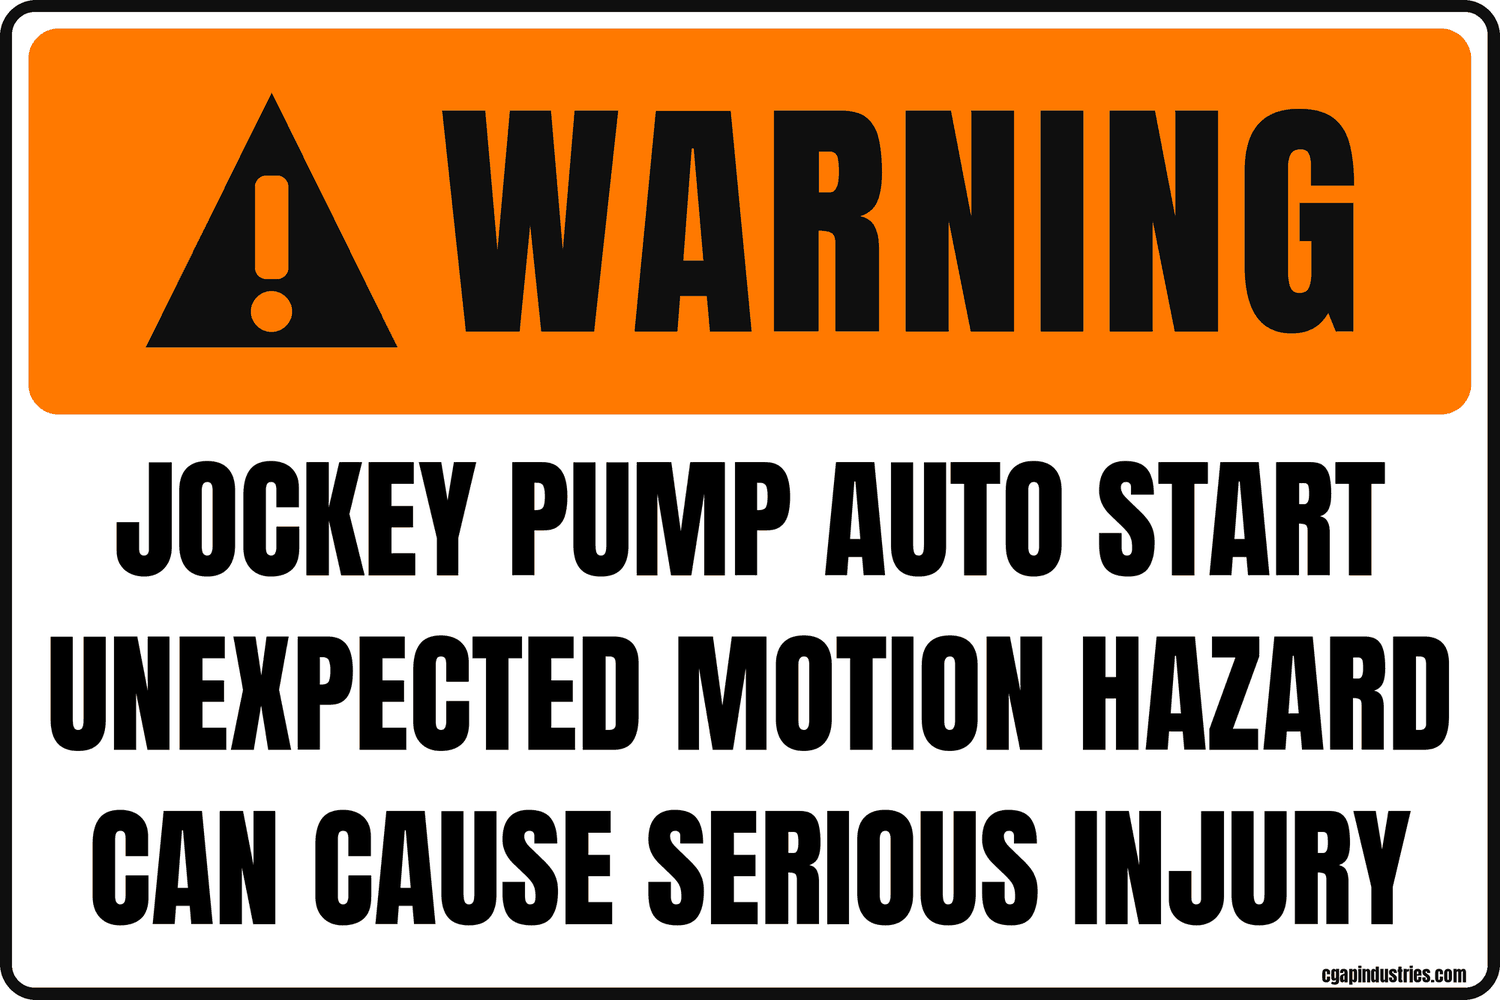 WARNING
JOCKEY PUMP AUTO START
UNEXPECTED MOTION HAZARD
CAN CAUSE SERIOUS INJURY
cgapindustries.com